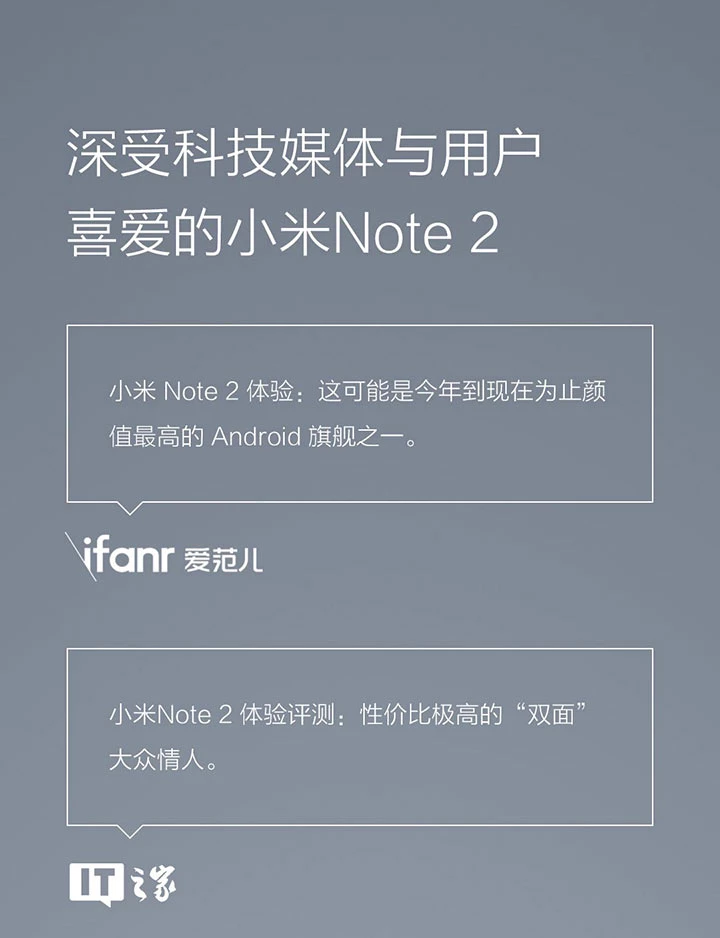 深受科技媒体与用户
喜爱的小米Note 2
小米 Note 2 体验：这可能是今年到现在为止颜
值最高的 Android 旗舰之一。
ifanr 爱范儿
小米Note 2 体验评测：性价比极高的“双面”
大众情人。
IT之家